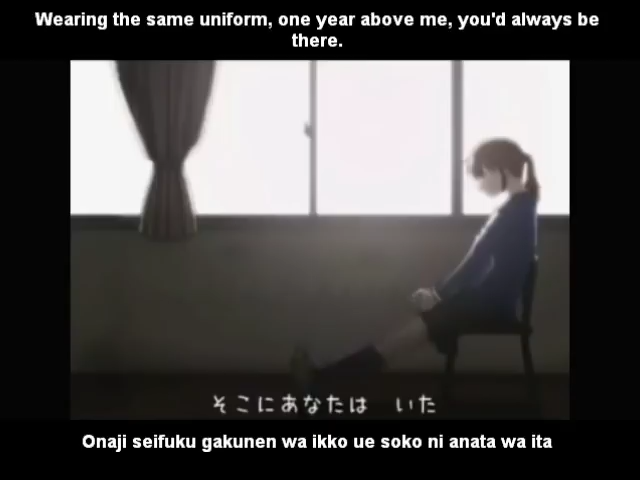 Wearing the same uniform, one year above me, you'd always be
there.
そこにあなたは いた
Onaji seifuku gakunen wa ikko ue soko ni anata wa ita